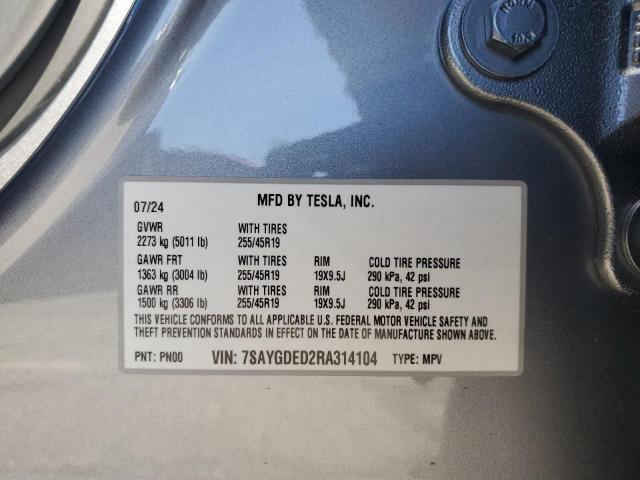 MFD BY TESLA, INC.
07/24
GVWR WITH TIRES
2273 kg (5011 lb) 255/45R19
GAWR FRT WITH TIRES RIM COLD TIRE PRESSURE
1363 kg (3004 lb) 255/45R19 19X9.5J 290 kPa, 42 psi
GAWR RR WITH TIRES RIM COLD TIRE PRESSURE
1500 kg (3306 lb) 255/45R19 19X9.5J 290 kPa, 42 psi
THIS VEHICLE CONFORMS TO ALL APPLICABLE U.S. FEDERAL MOTOR VEHICLE SAFETY AND
THEFT PREVENTION STANDARDS IN EFFECT ON THE DATE OF MANUFACTURE SHOWN ABOVE.
PNT: PN00 VIN: 7SAYGDED2RA314104 TYPE: MPV